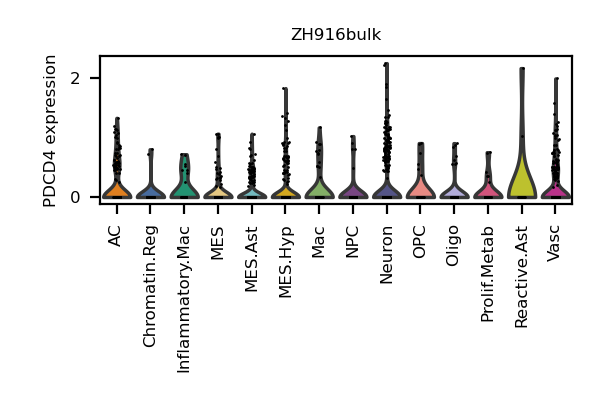 ZH916bulk
PDCD4 expression
2
0
AC
Chromatin.Reg
Inflammatory.Mac
MES
MES.Ast
MES.Hyp
Mac
NPC
Neuron
OPC
Oligo
Prolif.Metab
Reactive.Ast
Vasc